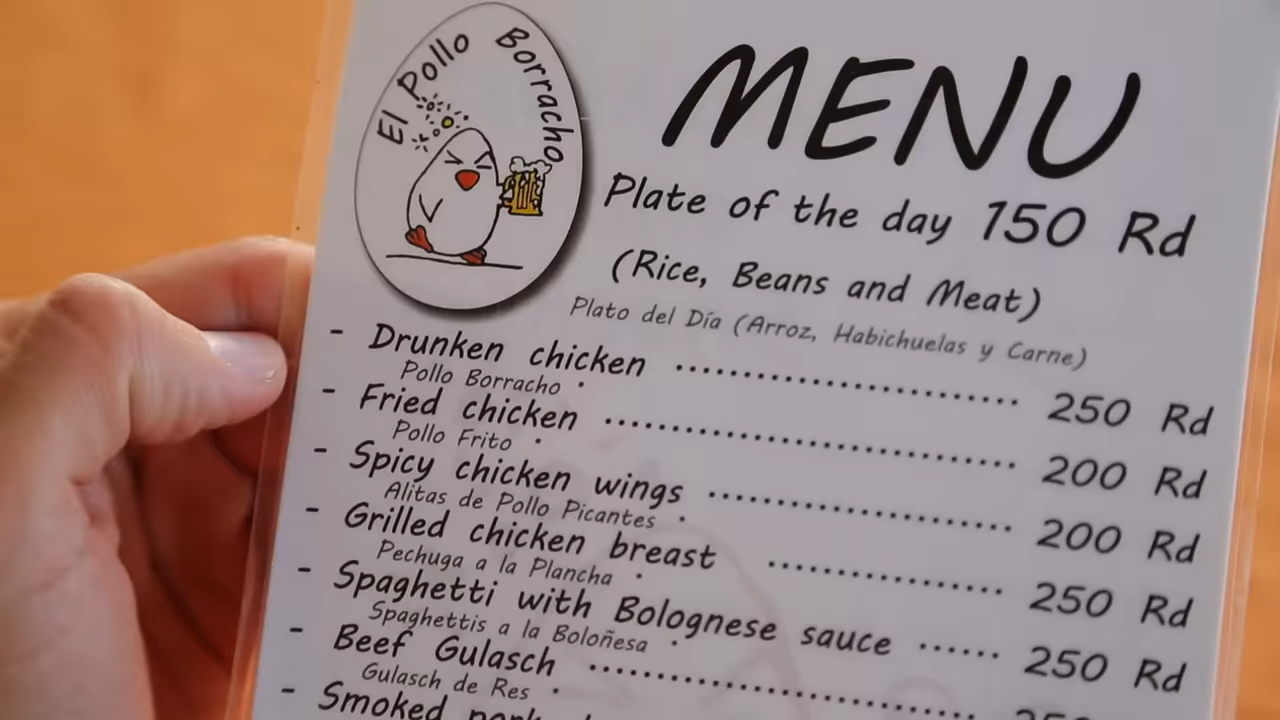 El Pollo Borracho
MENU
Plate of the day 150 Rd
(Rice, Beans and Meat)
Plato del Día (Arroz, Habichuelas y Carne)
- Drunken chicken .......... 250 Rd
Pollo Borracho
- Fried chicken .......... 200 Rd
Pollo Frito
- Spicy chicken wings .......... 200 Rd
Alitas de Pollo Picantes
- Grilled chicken breast .......... 250 Rd
Pechuga a la Plancha
- Spaghetti with Bolognese sauce ...... 250 Rd
Spaghettis a la Boloñesa
- Beef Gulasch ..........
Gulasch de Res
- Smoked